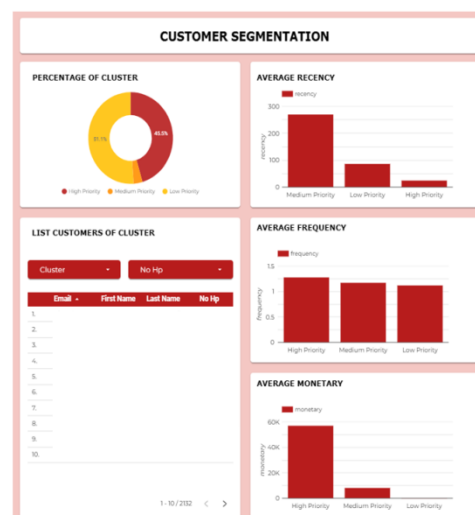 CUSTOMER SEGMENTATION
PERCENTAGE OF CLUSTER
High Priority Medium Priority Low Priority
AVERAGE RECENCY
recency
300
200
100
0
recency
Medium Priority Low Priority High Priority
LIST CUSTOMERS OF CLUSTER
Cluster No Hp
Email First Name Last Name No Hp
1.
2.
3.
4.
5.
6.
7.
8.
9.
10.
1 - 10 / 2132
AVERAGE FREQUENCY
frequency
1.5
1
0.5
0
frequency
High Priority Medium Priority Low Priority
AVERAGE MONETARY
monetary
60K
40K
20K
0
monetary
High Priority Medium Priority Low Priority